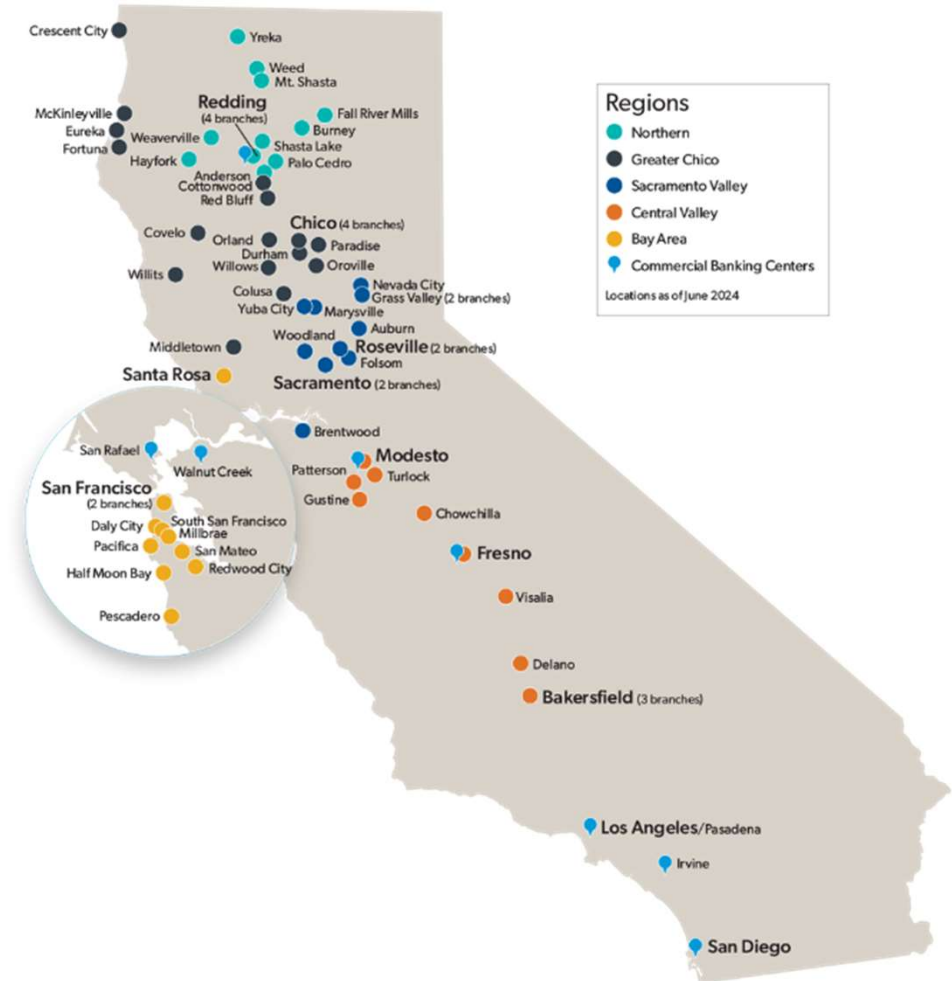 Crescent City
Yreka
Weed
Mt. Shasta
Regions
Northern
Greater Chico
Sacramento Valley
Central Valley
Bay Area
Commercial Banking Centers
Locations as of June 2024
Redding
(4 branches)
McKinleyville
Eureka
Fortuna
Fall River Mills
Burney
Weaverville
Shasta Lake
Hayfork
Palo Cedro
Anderson
Cottonwood
Red Bluff
Chico (4 branches)
Covelo
Orland
Paradise
Durham
Willows
Oroville
Willits
Nevada City
Colusa
Grass Valley (2 branches)
Yuba City
Marysville
Auburn
Woodland
Middletown
Roseville (2 branches)
Folsom
Santa Rosa
Sacramento (2 branches)
Brentwood
San Rafael
Walnut Creek
Modesto
Patterson
Turlock
Gustine
San Francisco
(2 branches)
Chowchilla
Daly City
South San Francisco
Millbrae
Pacifica
San Mateo
Fresno
Half Moon Bay
Redwood City
Visalia
Pescadero
Delano
Bakersfield (3 branches)
Los Angeles/Pasadena
Irvine
San Diego